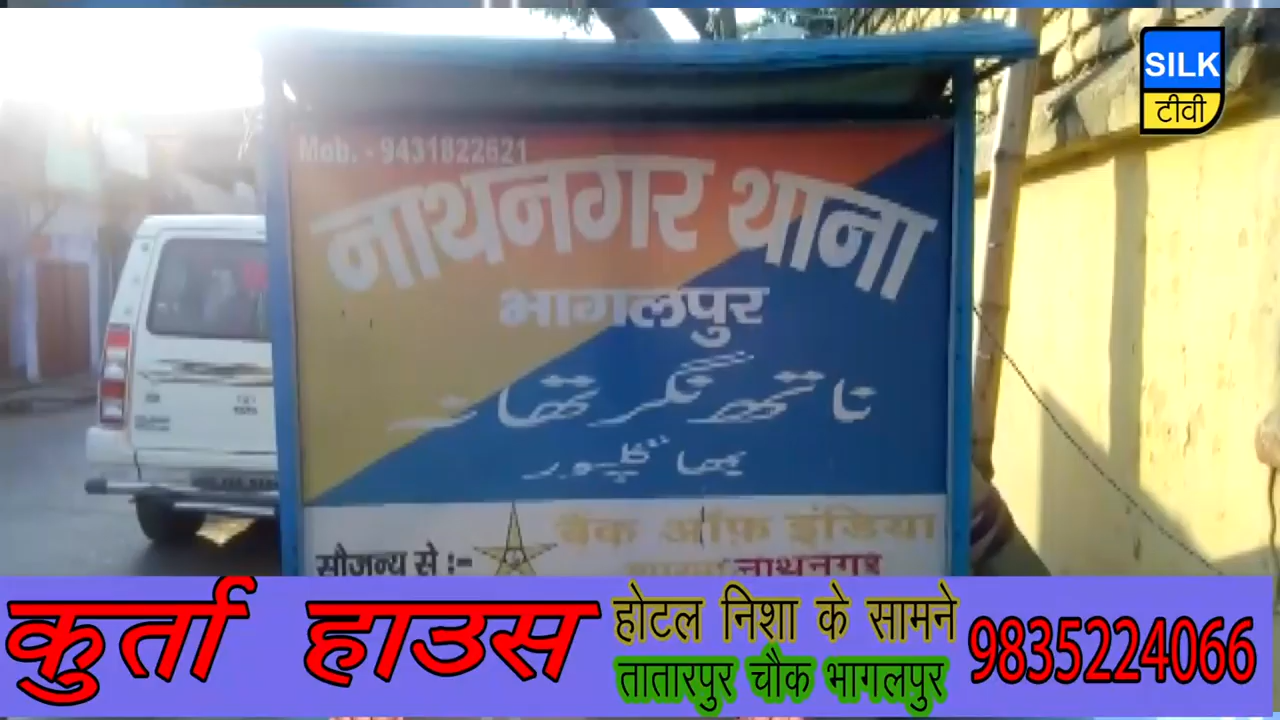 SILK
टीवी
Mob. - 9431822621
नाथनगर थाना
भागलपुर
ناتھ نگر تھانہ
بھاگلپور
बैंक ऑफ़ इंडिया
सौजन्य से :-
शाखा नाथनगर
कुर्ता हाउस
होटल निशा के सामने
तातारपुर चौक भागलपुर
9835224066